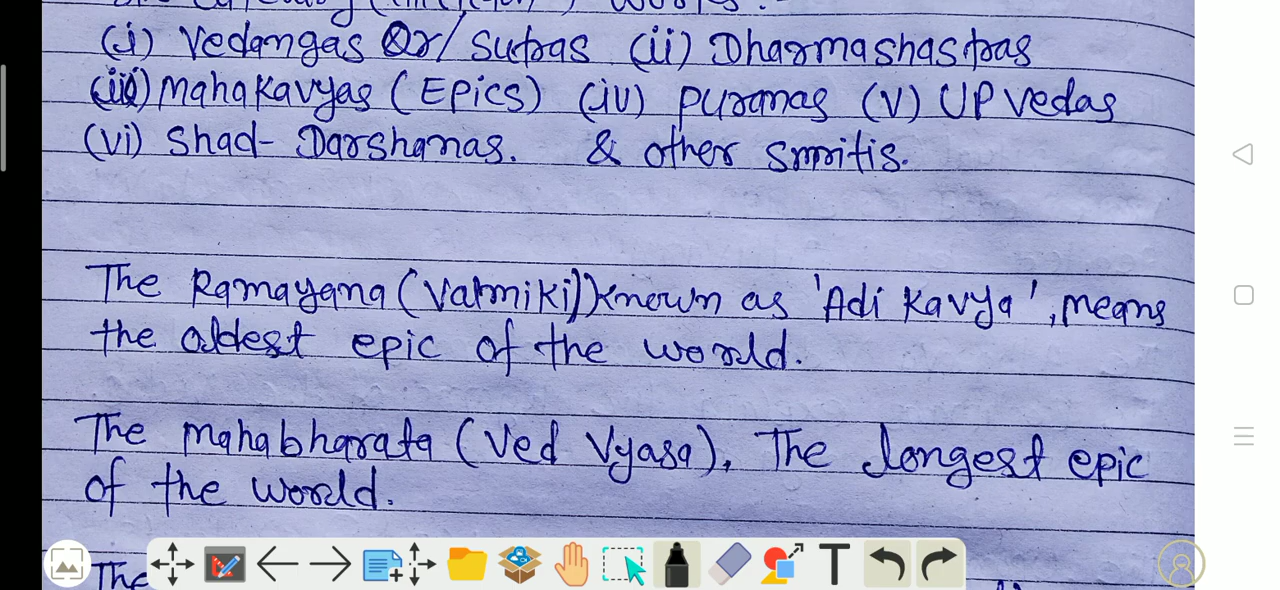 (i) Vedangas Or/ Sutras (ii) Dharmashastras
(iii) Mahakavyas (Epics) (iv) Puranas (v) UPvedas
(vi) Shad- Darshanas. & other Smritis.
The Ramayana (Valmiki) known as 'Adi Kavya', means
the oldest epic of the world.
The Mahabharata (Ved Vyasa), The longest epic
of the world.
The